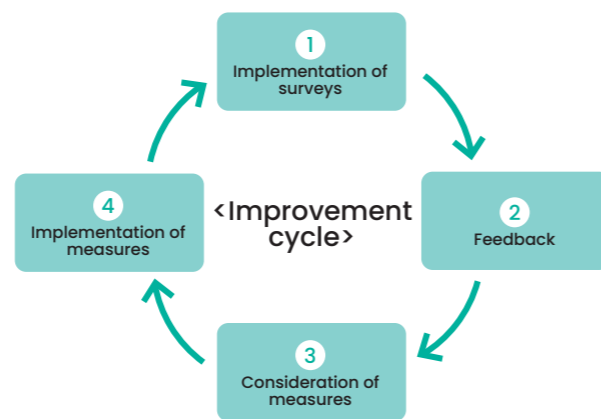 1
Implementation of
surveys
4
Implementation of
measures
<Improvement
cycle>
2
Feedback
3
Consideration of
measures